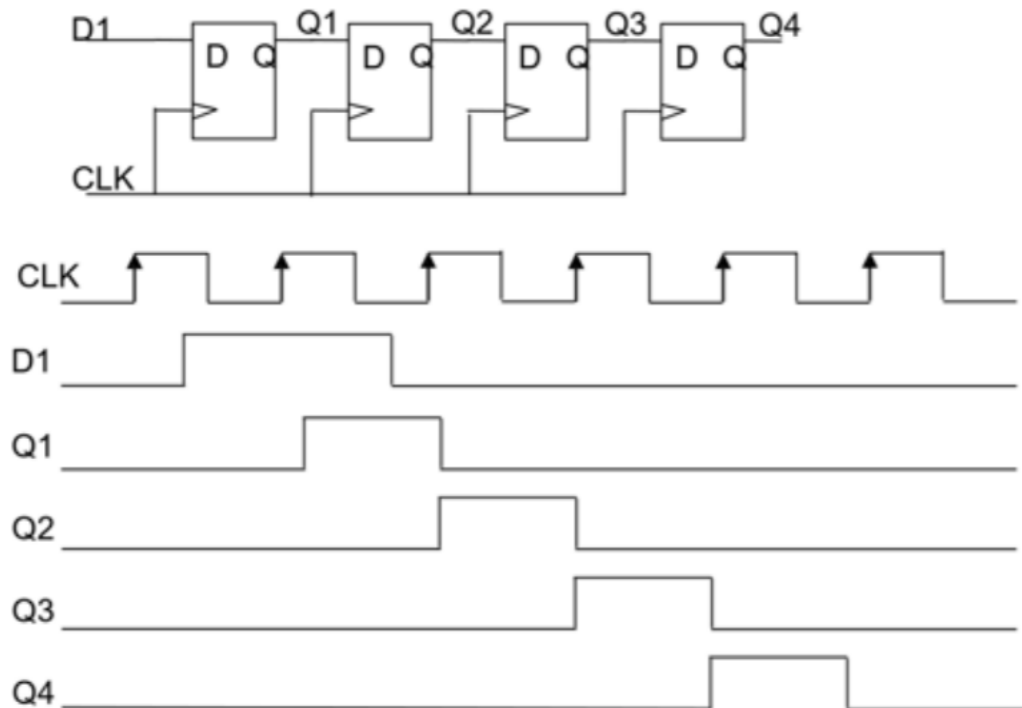 D1 Q1 Q2 Q3 Q4
D Q D Q D Q D Q
CLK
CLK
D1
Q1
Q2
Q3
Q4